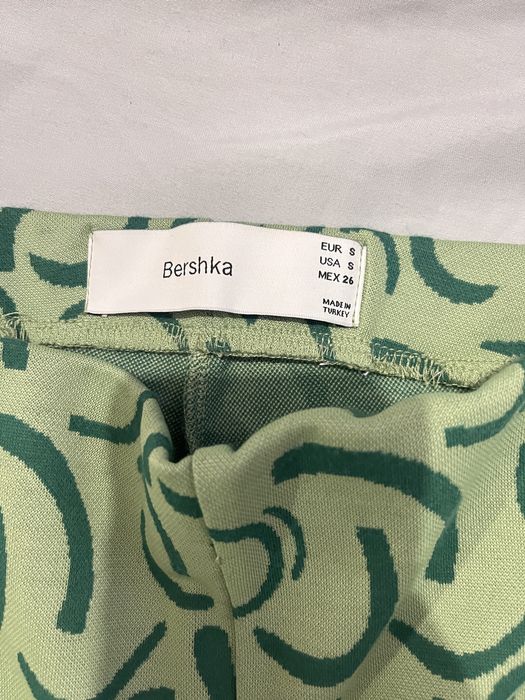 Bershka
EUR S
USA S
MEX 26
MADE IN
TURKEY